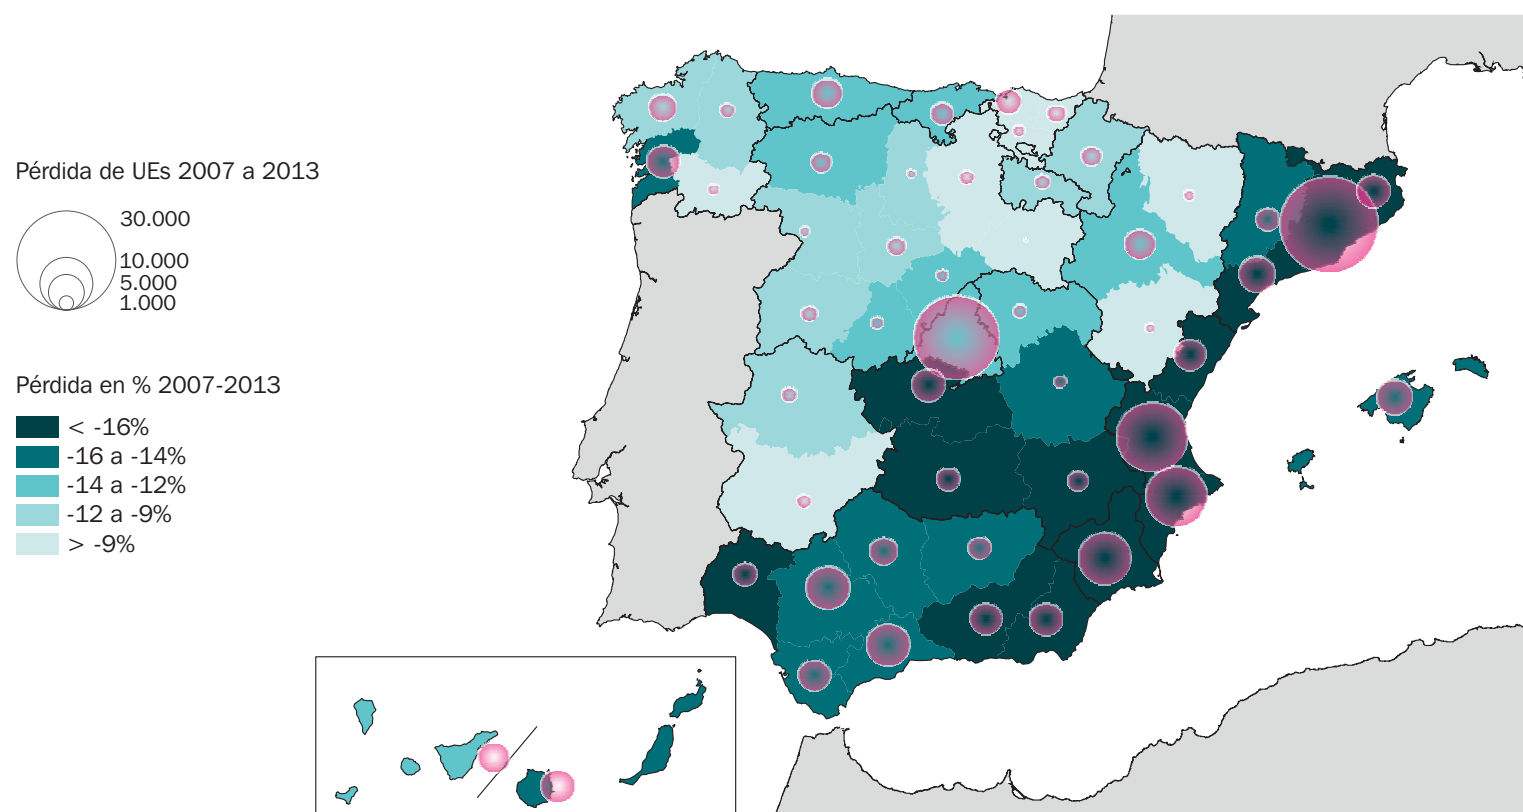 Pérdida de UEs 2007 a 2013
30.000
10.000
5.000
1.000
Pérdida en % 2007-2013
< -16%
-16 a -14%
-14 a -12%
-12 a -9%
> -9%